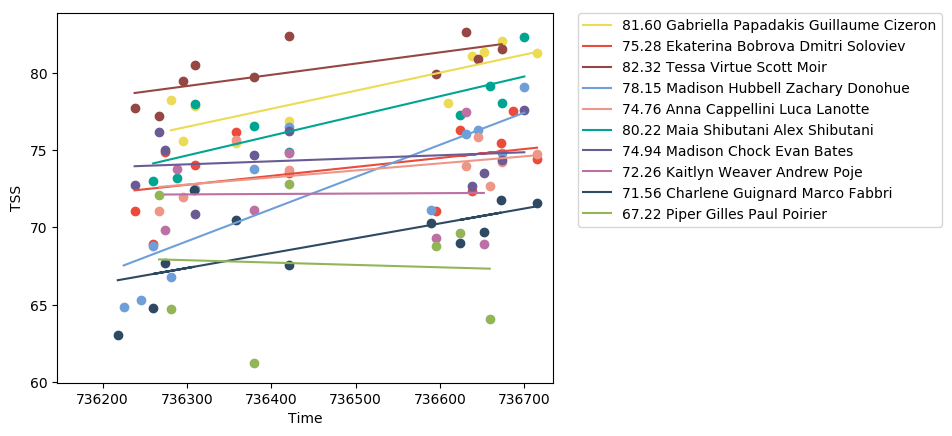 80
75
70
65
60
TSS
736200 736300 736400 736500 736600 736700
Time
81.60 Gabriella Papadakis Guillaume Cizeron
75.28 Ekaterina Bobrova Dmitri Soloviev
82.32 Tessa Virtue Scott Moir
78.15 Madison Hubbell Zachary Donohue
74.76 Anna Cappellini Luca Lanotte
80.22 Maia Shibutani Alex Shibutani
74.94 Madison Chock Evan Bates
72.26 Kaitlyn Weaver Andrew Poje
71.56 Charlene Guignard Marco Fabbri
67.22 Piper Gilles Paul Poirier